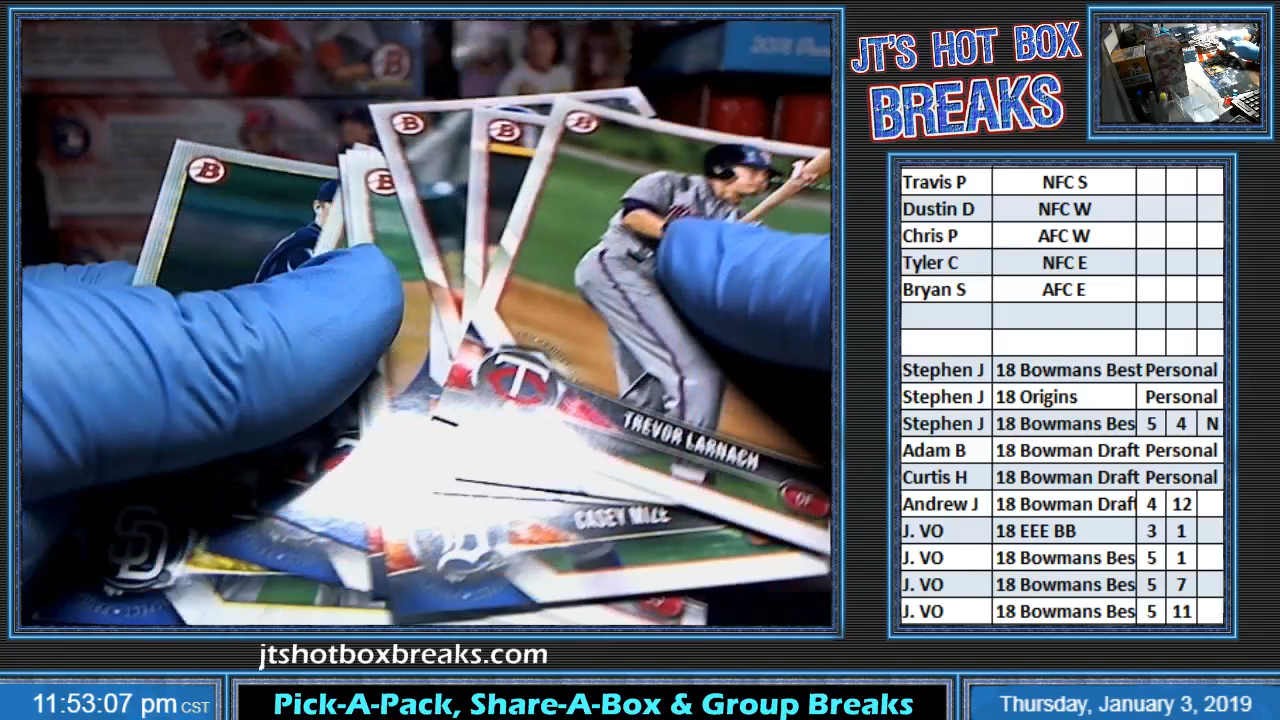 JT'S HOT BOX
BREAKS
B
B
B
B
B
T
TREVOR LARNACH
OF
CASEY MIZE
D
SD
Travis P NFC S
Dustin D NFC W
Chris P AFC W
Tyler C NFC E
Bryan S AFC E
Stephen J 18 Bowmans Best Personal
Stephen J 18 Origins Personal
Stephen J 18 Bowmans Bes 5 4 N
Adam B 18 Bowman Draft Personal
Curtis H 18 Bowman Draft Personal
Andrew J 18 Bowman Draf 4 12
J. VO 18 EEE BB 3 1
J. VO 18 Bowmans Bes 5 1
J. VO 18 Bowmans Bes 5 7
J. VO 18 Bowmans Bes 5 11
jtshotboxbreaks.com
11:53:07 pm CST
Pick-A-Pack, Share-A-Box & Group Breaks
Thursday, January 3, 2019